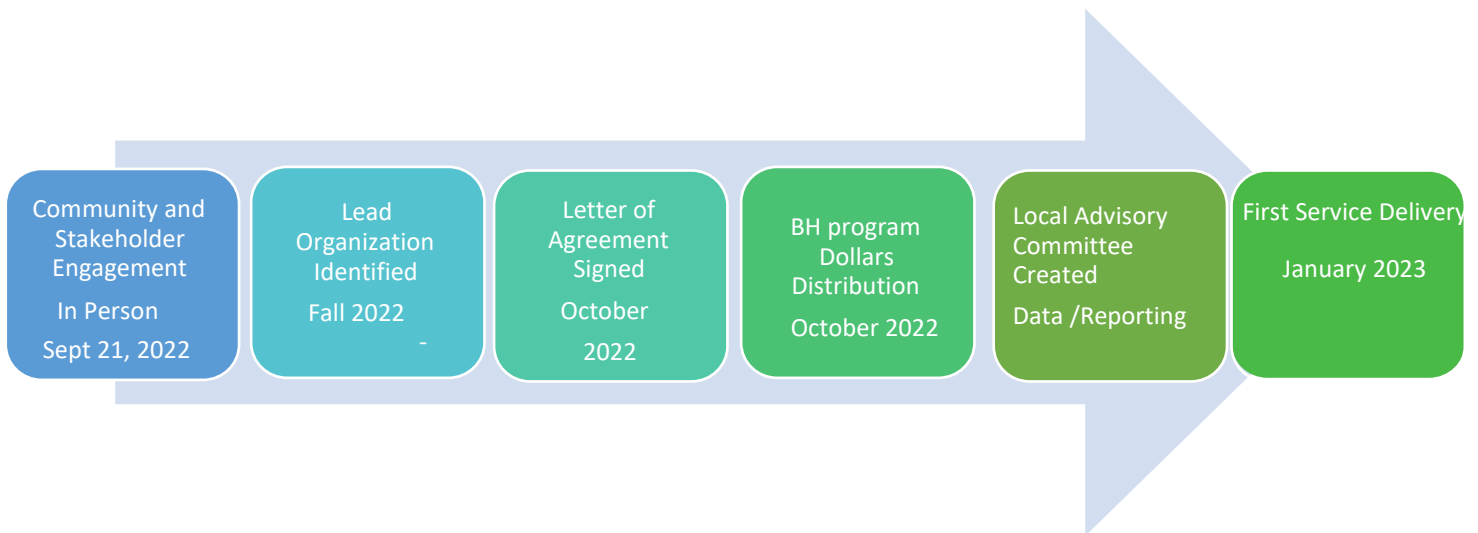 Community and
Stakeholder
Engagement
In Person
Sept 21, 2022
Lead
Organization
Identified
Fall 2022
-
Letter of
Agreement
Signed
October
2022
BH program
Dollars
Distribution
October 2022
Local Advisory
Committee
Created
Data /Reporting
First Service Delivery
January 2023